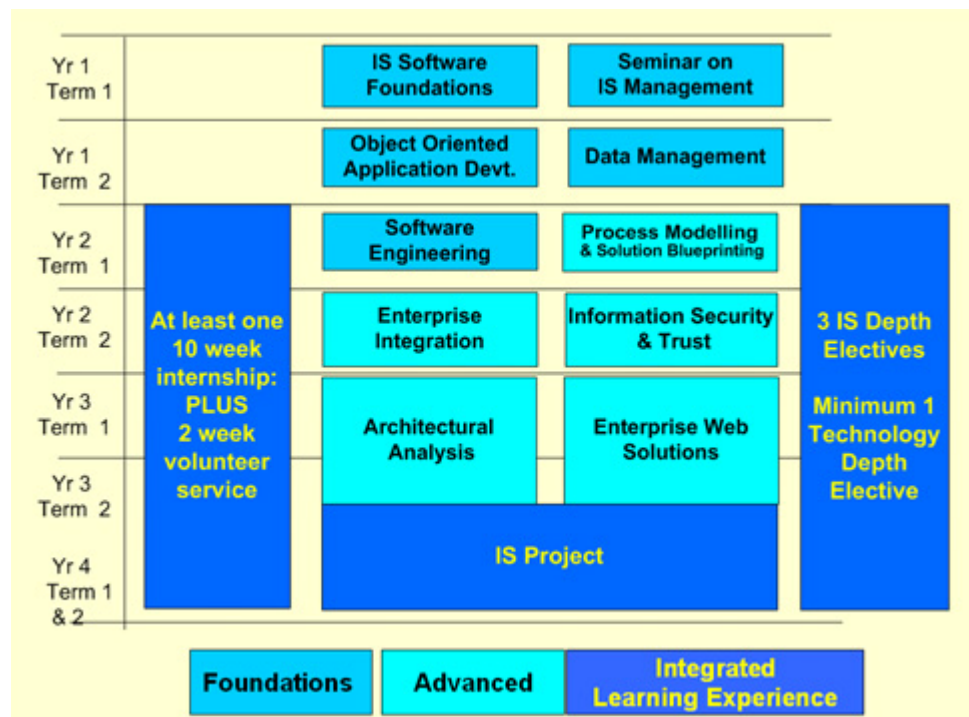 Yr 1
Term 1
IS Software
Foundations
Seminar on
IS Management
Yr 1
Term 2
Object Oriented
Application Devt.
Data Management
Yr 2
Term 1
Software
Engineering
Process Modelling
& Solution Blueprinting
Yr 2
Term 2
Enterprise
Integration
Information Security
& Trust
Yr 3
Term 1
Architectural
Analysis
Enterprise Web
Solutions
Yr 3
Term 2
Yr 4
Term 1
& 2
IS Project
At least one
10 week
internship:
PLUS
2 week
volunteer
service
3 IS Depth
Electives
Minimum 1
Technology
Depth
Elective
Foundations
Advanced
Integrated
Learning Experience